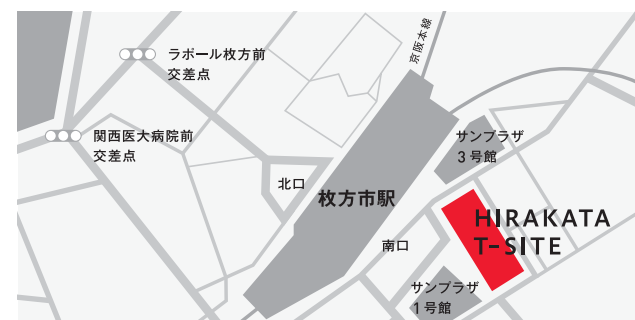 ラポール枚方前
交差点
京阪本線
関西医大病院前
交差点
サンプラザ
3号館
北口
枚方市駅
HIRAKATA
T-SITE
南口
サンプラザ
1号館